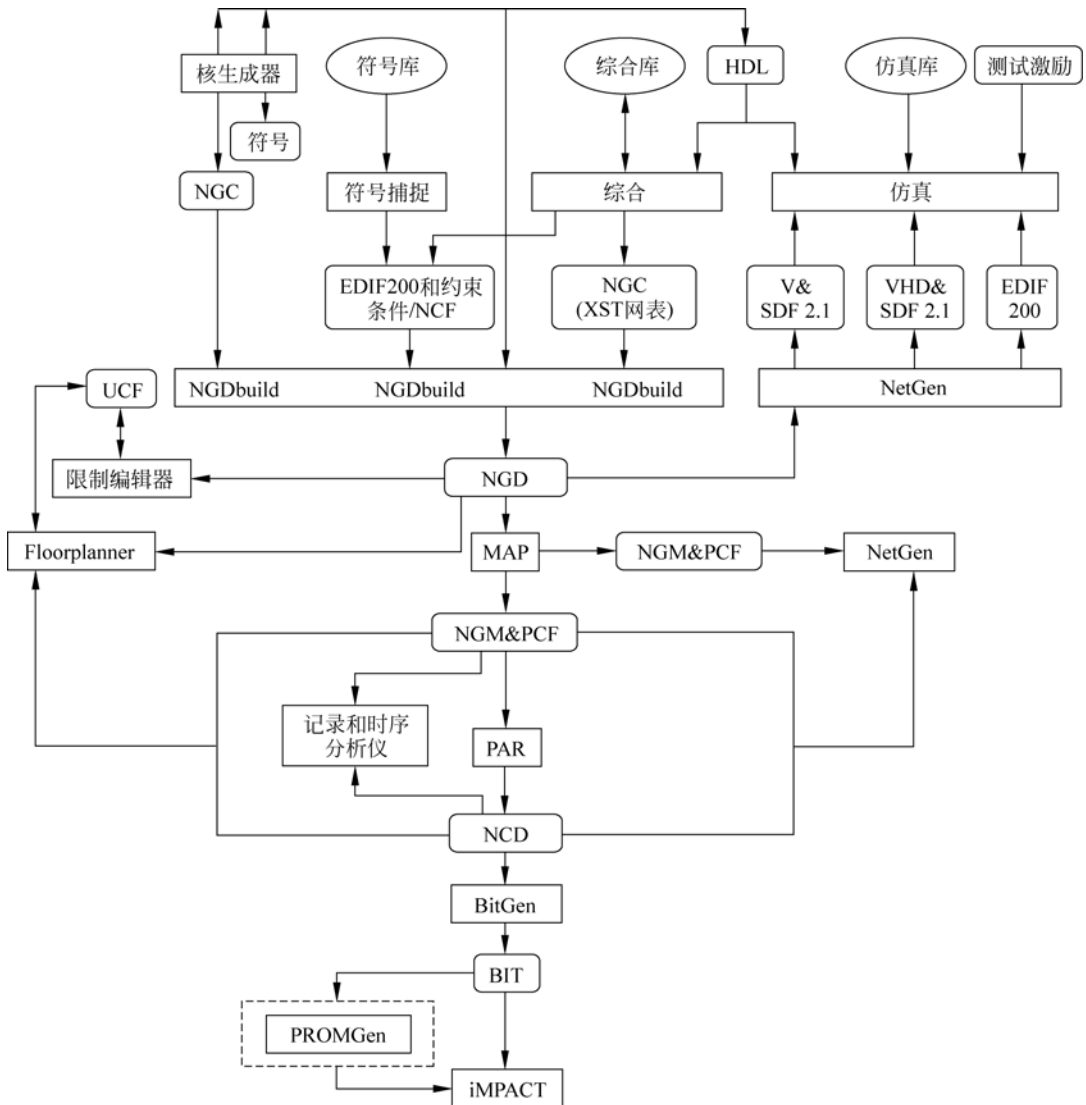 核生成器
符号库
综合库
HDL
仿真库
测试激励
符号
NGC
符号捕捉
综合
仿真
EDIF200和约束
条件/NCF
NGC
(XST网表)
V&
SDF 2.1
VHD&
SDF 2.1
EDIF
200
UCF
NGDbuild
NGDbuild
NGDbuild
NetGen
限制编辑器
NGD
Floorplanner
MAP
NGM&PCF
NetGen
NGM&PCF
记录和时序
分析仪
PAR
NCD
BitGen
BIT
PROMGen
iMPACT